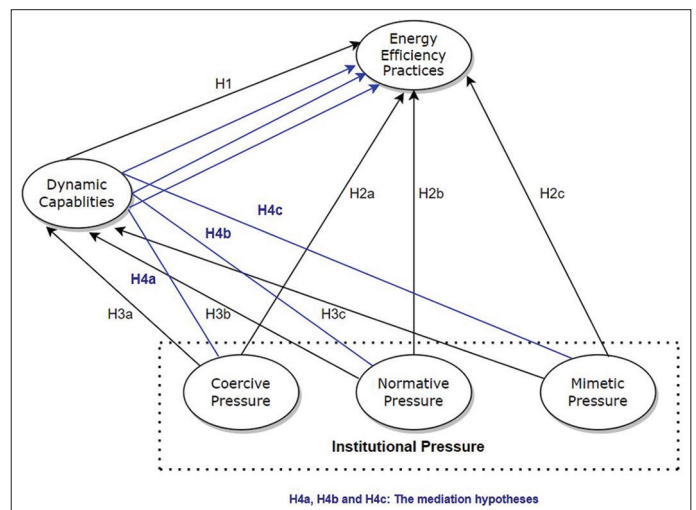 Energy
Efficiency
Practices
H1
Dynamic
Capablities
H2a
H2b
H2c
H4c
H4b
H4a
H3a
H3b
H3c
Coercive
Pressure
Normative
Pressure
Mimetic
Pressure
Institutional Pressure
H4a, H4b and H4c: The mediation hypotheses